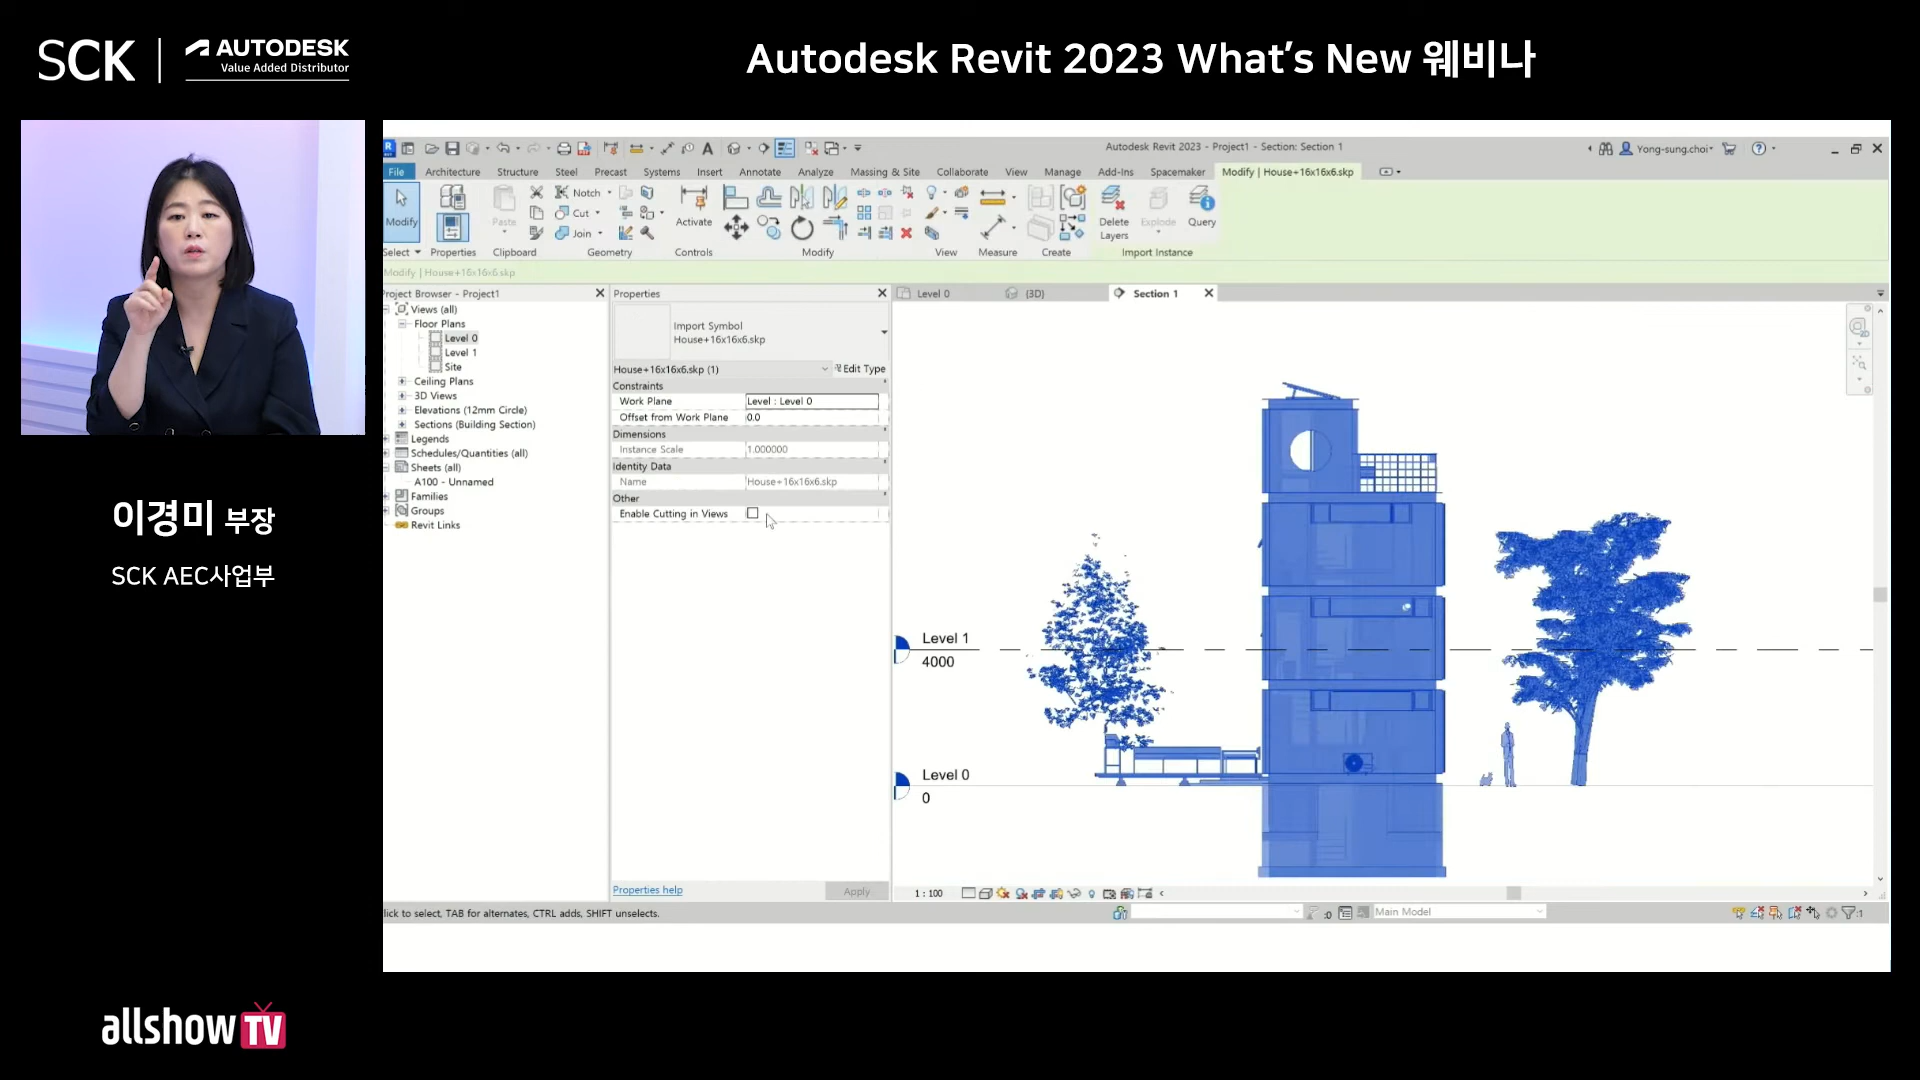 SCK
AUTODESK
Value Added Distributor
Autodesk Revit 2023 What's New 웨비나
Autodesk Revit 2023 - Project1 - Section: Section 1
Yong-sung.choi
File Architecture Structure Steel Precast Systems Insert Annotate Analyze Massing & Site Collaborate View Manage Add-Ins Spacemaker Modify | House+16x16x6.skp
Modify
Paste
Notch
Cut
Join
Activate
Delete Layers
Explode
Query
Select Properties Clipboard Geometry Controls Modify View Measure Create Import Instance
Modify | House+16x16x6.skp
Project Browser - Project1
Views (all)
Floor Plans
Level 0
Level 1
Site
Ceiling Plans
3D Views
Elevations (12mm Circle)
Sections (Building Section)
Legends
Schedules/Quantities (all)
Sheets (all)
A100 - Unnamed
Families
Groups
Revit Links
Properties
Import Symbol
House+16x16x6.skp
House+16x16x6.skp (1)
Edit Type
Constraints
Work Plane Level : Level 0
Offset from Work Plane 0.0
Dimensions
Instance Scale 1.000000
Identity Data
Name House+16x16x6.skp
Other
Enable Cutting in Views
Properties help
Apply
Level 0
(3D)
Section 1
Level 1
4000
Level 0
0
1 : 100
lick to select, TAB for alternates, CTRL adds, SHIFT unselects.
:0
Main Model
:1
이경미 부장
SCK AEC사업부
allshow TV